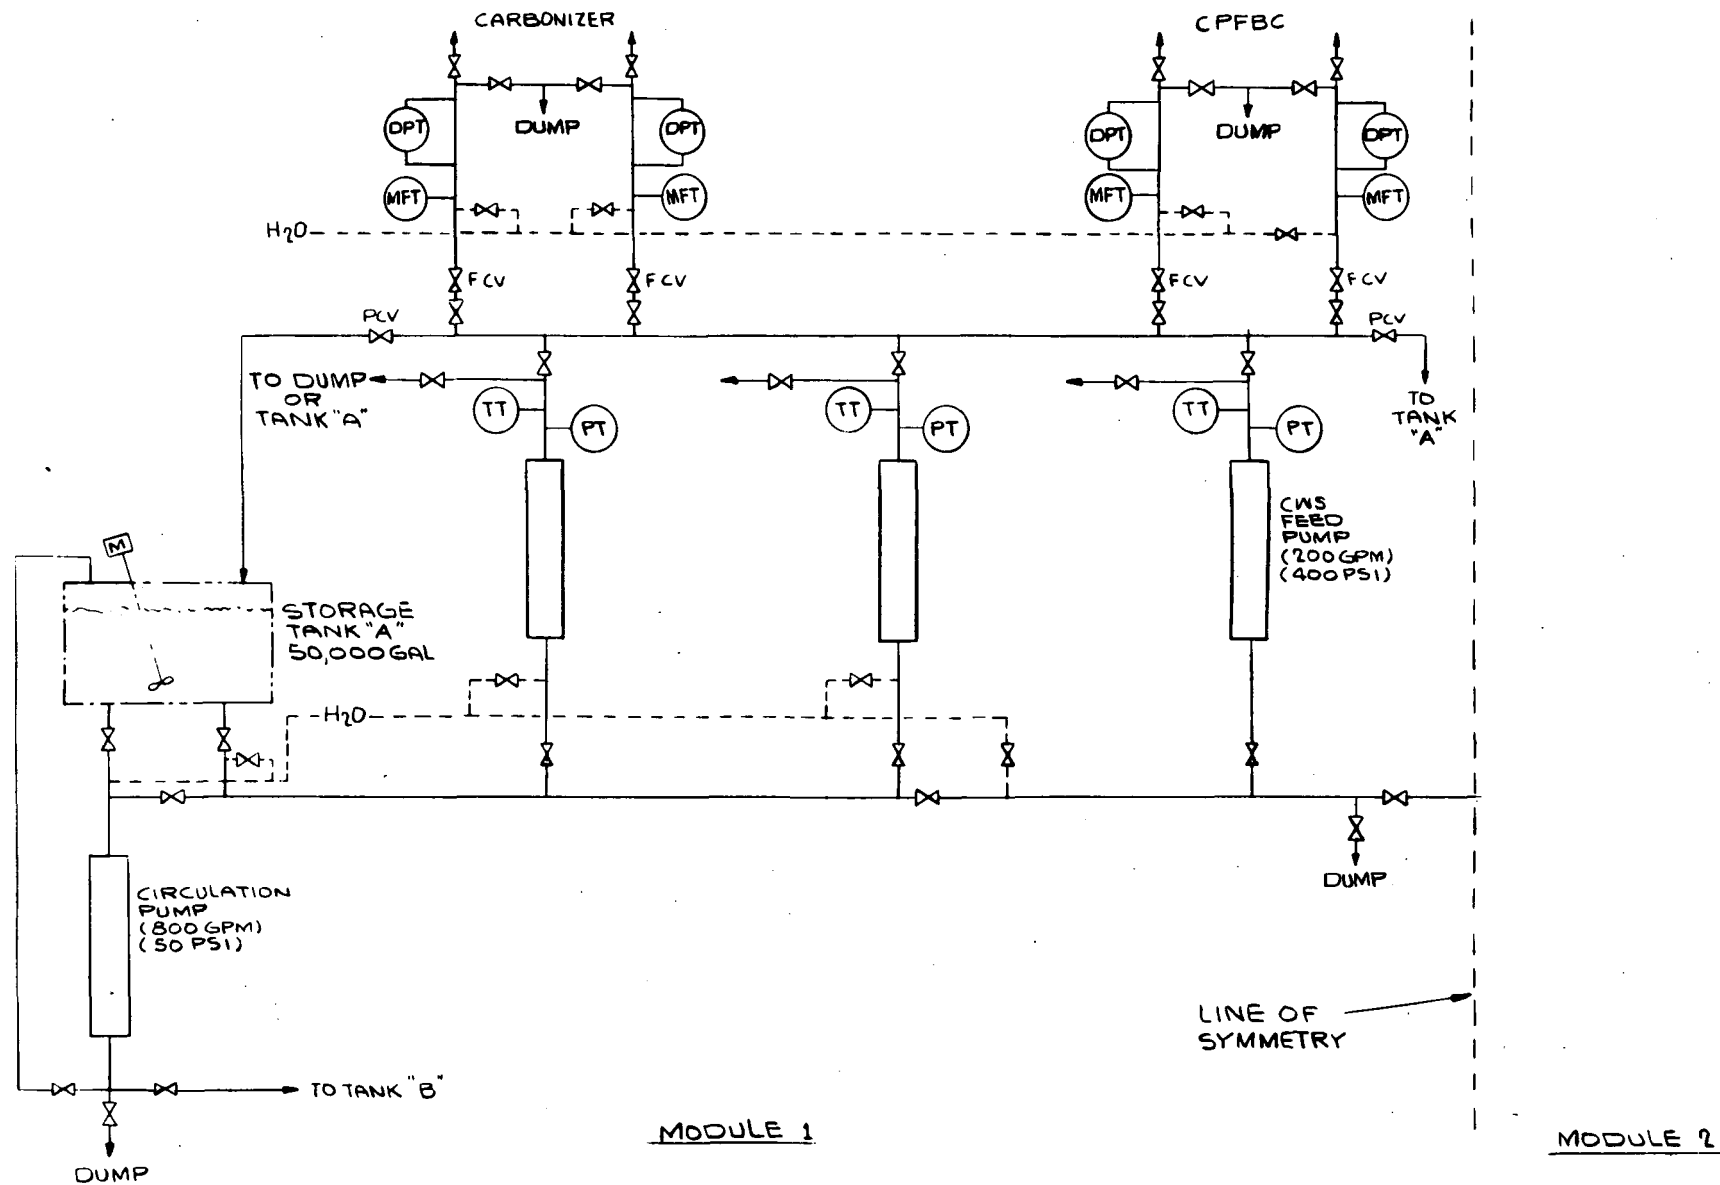 CARBONIZER
CPFBC
DPT
DUMP
DPT
DPT
DUMP
DPT
MFT
MFT
MFT
MFT
H2O
FCV
FCV
FCV
FCV
PCV
PCV
TO DUMP
OR
TANK "A"
TT
PT
TT
PT
TT
PT
TO
TANK
"A"
CWS
FEED
PUMP
(200 GPM)
(400 PSI)
M
STORAGE
TANK "A"
50,000 GAL
H2O
CIRCULATION
PUMP
(800 GPM)
(50 PSI)
DUMP
LINE OF
SYMMETRY
TO TANK "B"
DUMP
MODULE 1
MODULE 2